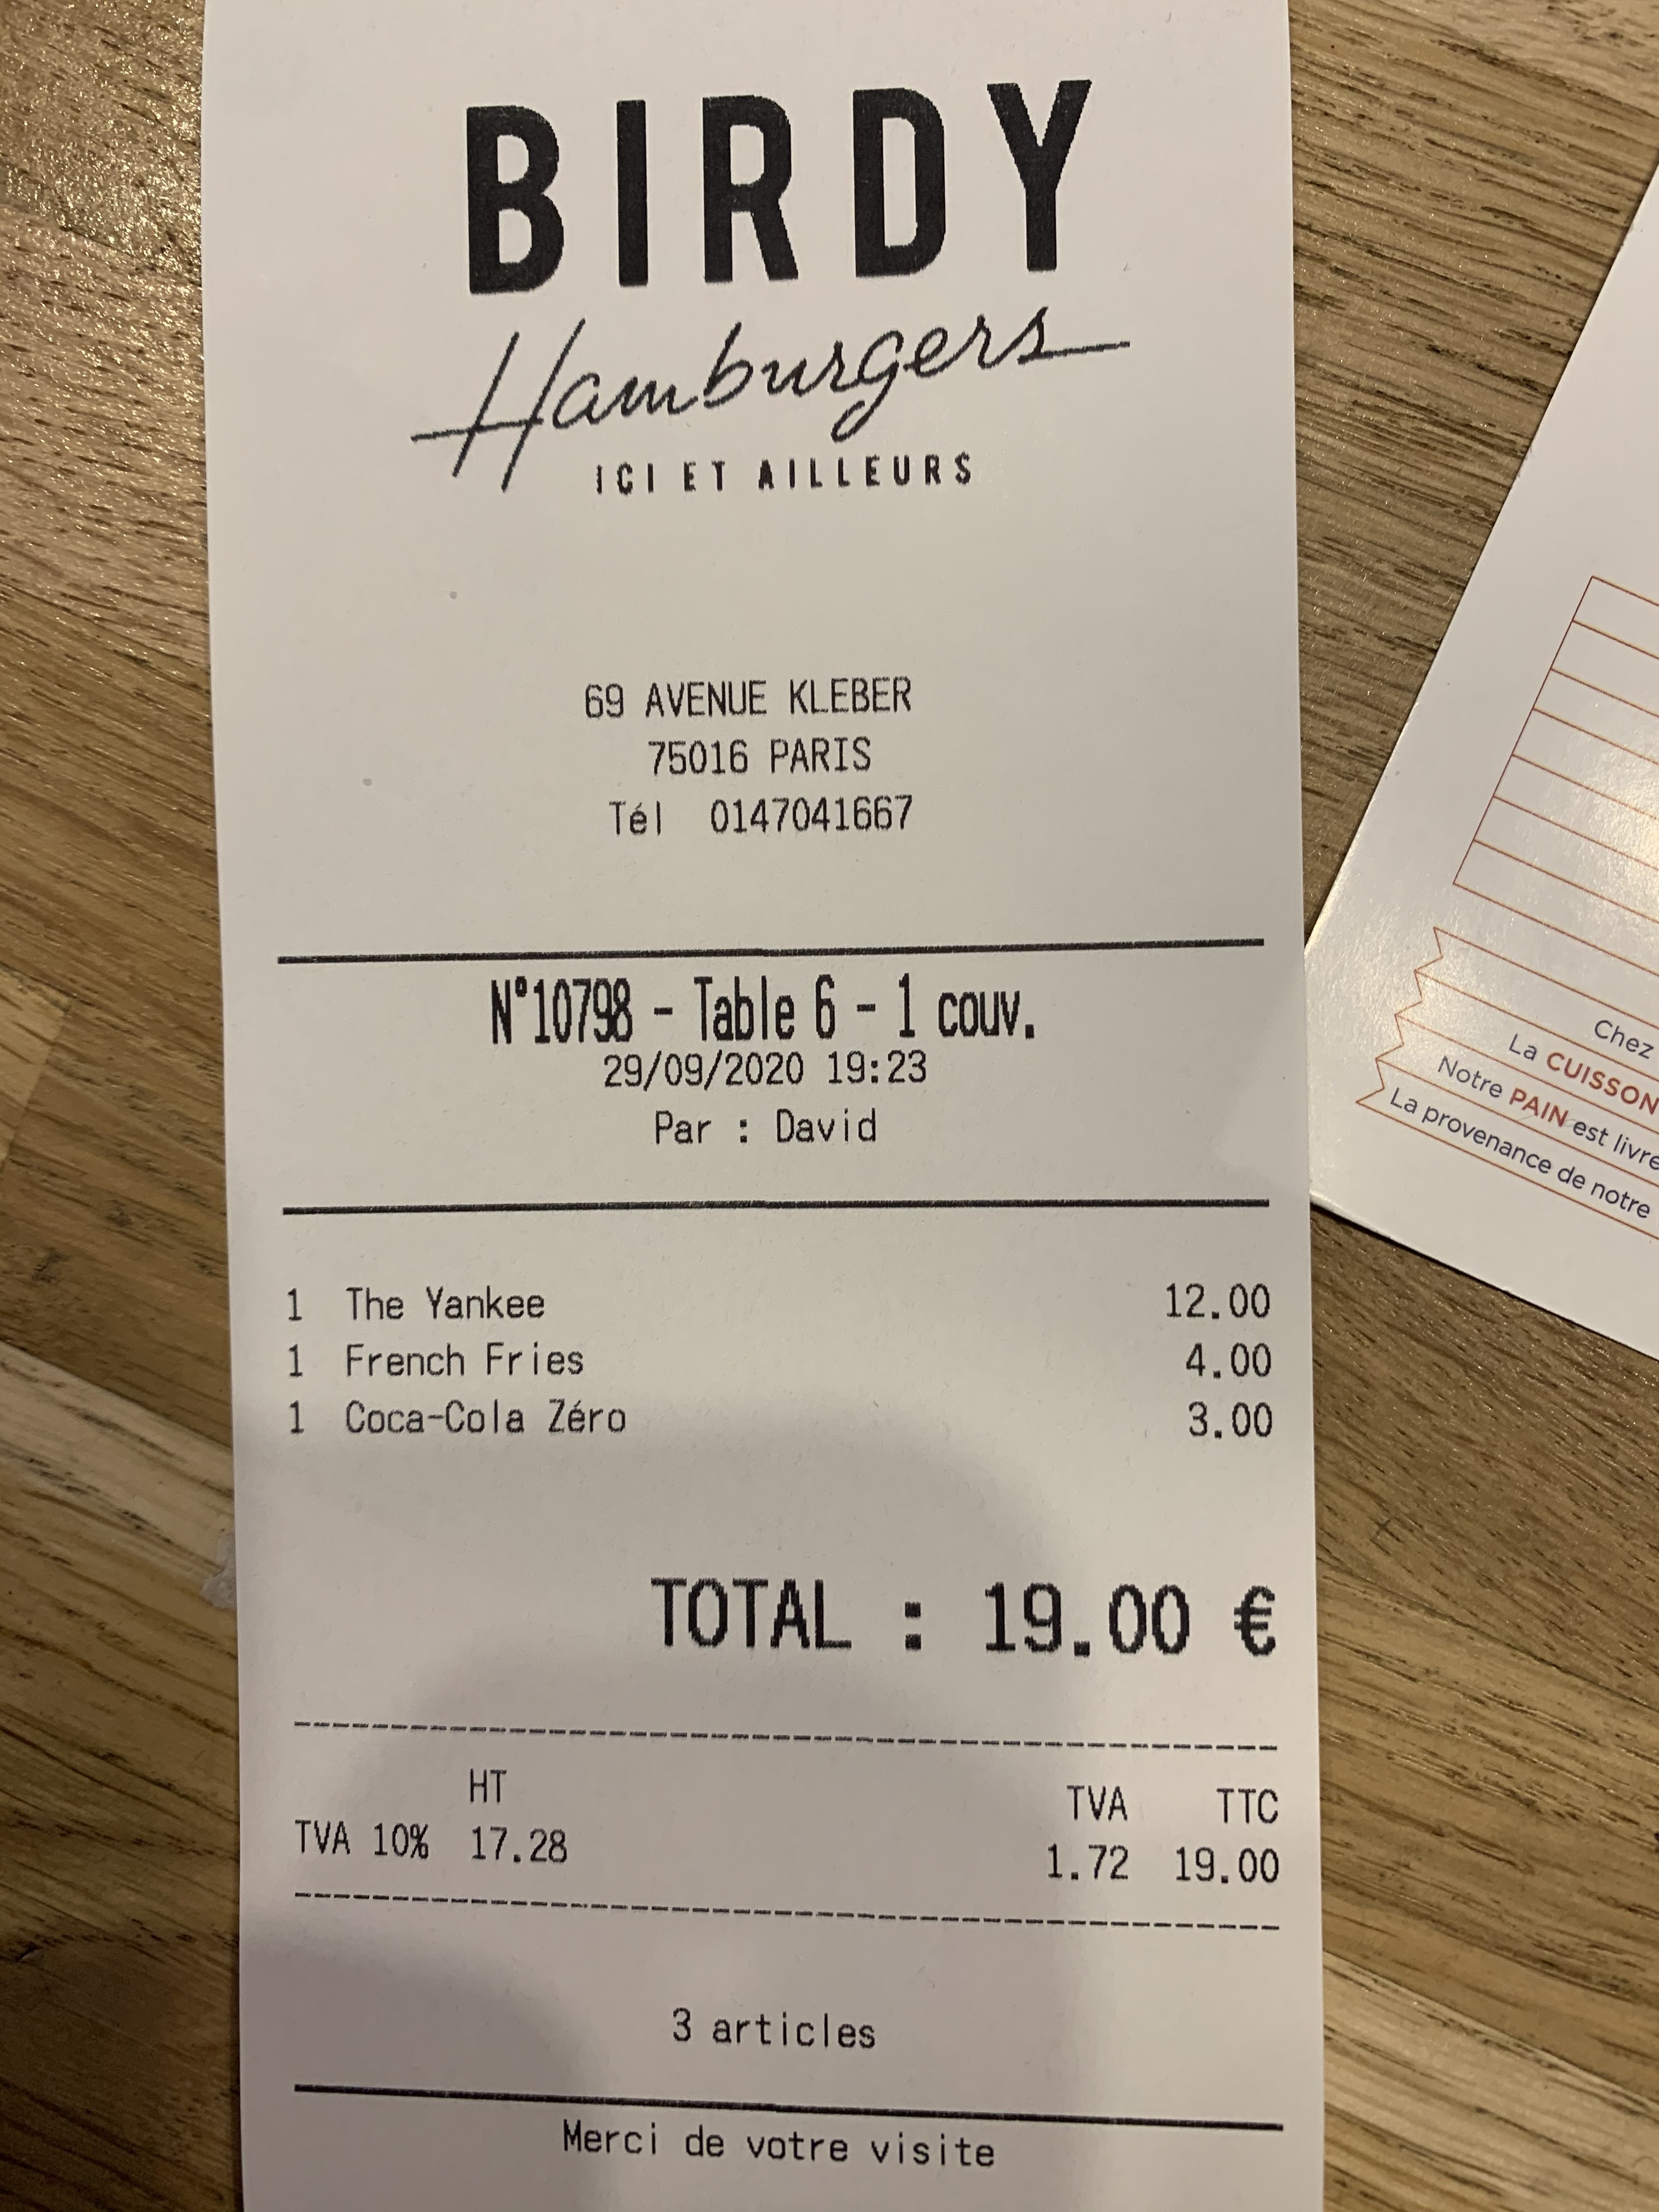 BIRDY
Hamburgers
ICI ET AILLEURS
69 AVENUE KLEBER
75016 PARIS
Tél 0147041667
N°10798 - Table 6 - 1 couv.
29/09/2020 19:23
Par : David
1 The Yankee 12.00
1 French Fries 4.00
1 Coca-Cola Zéro 3.00
TOTAL : 19.00 €
HT TVA TTC
TVA 10% 17.28 1.72 19.00
3 articles
Merci de votre visite
Chez
La CUISSON
Notre PAIN est livré
La provenance de notre